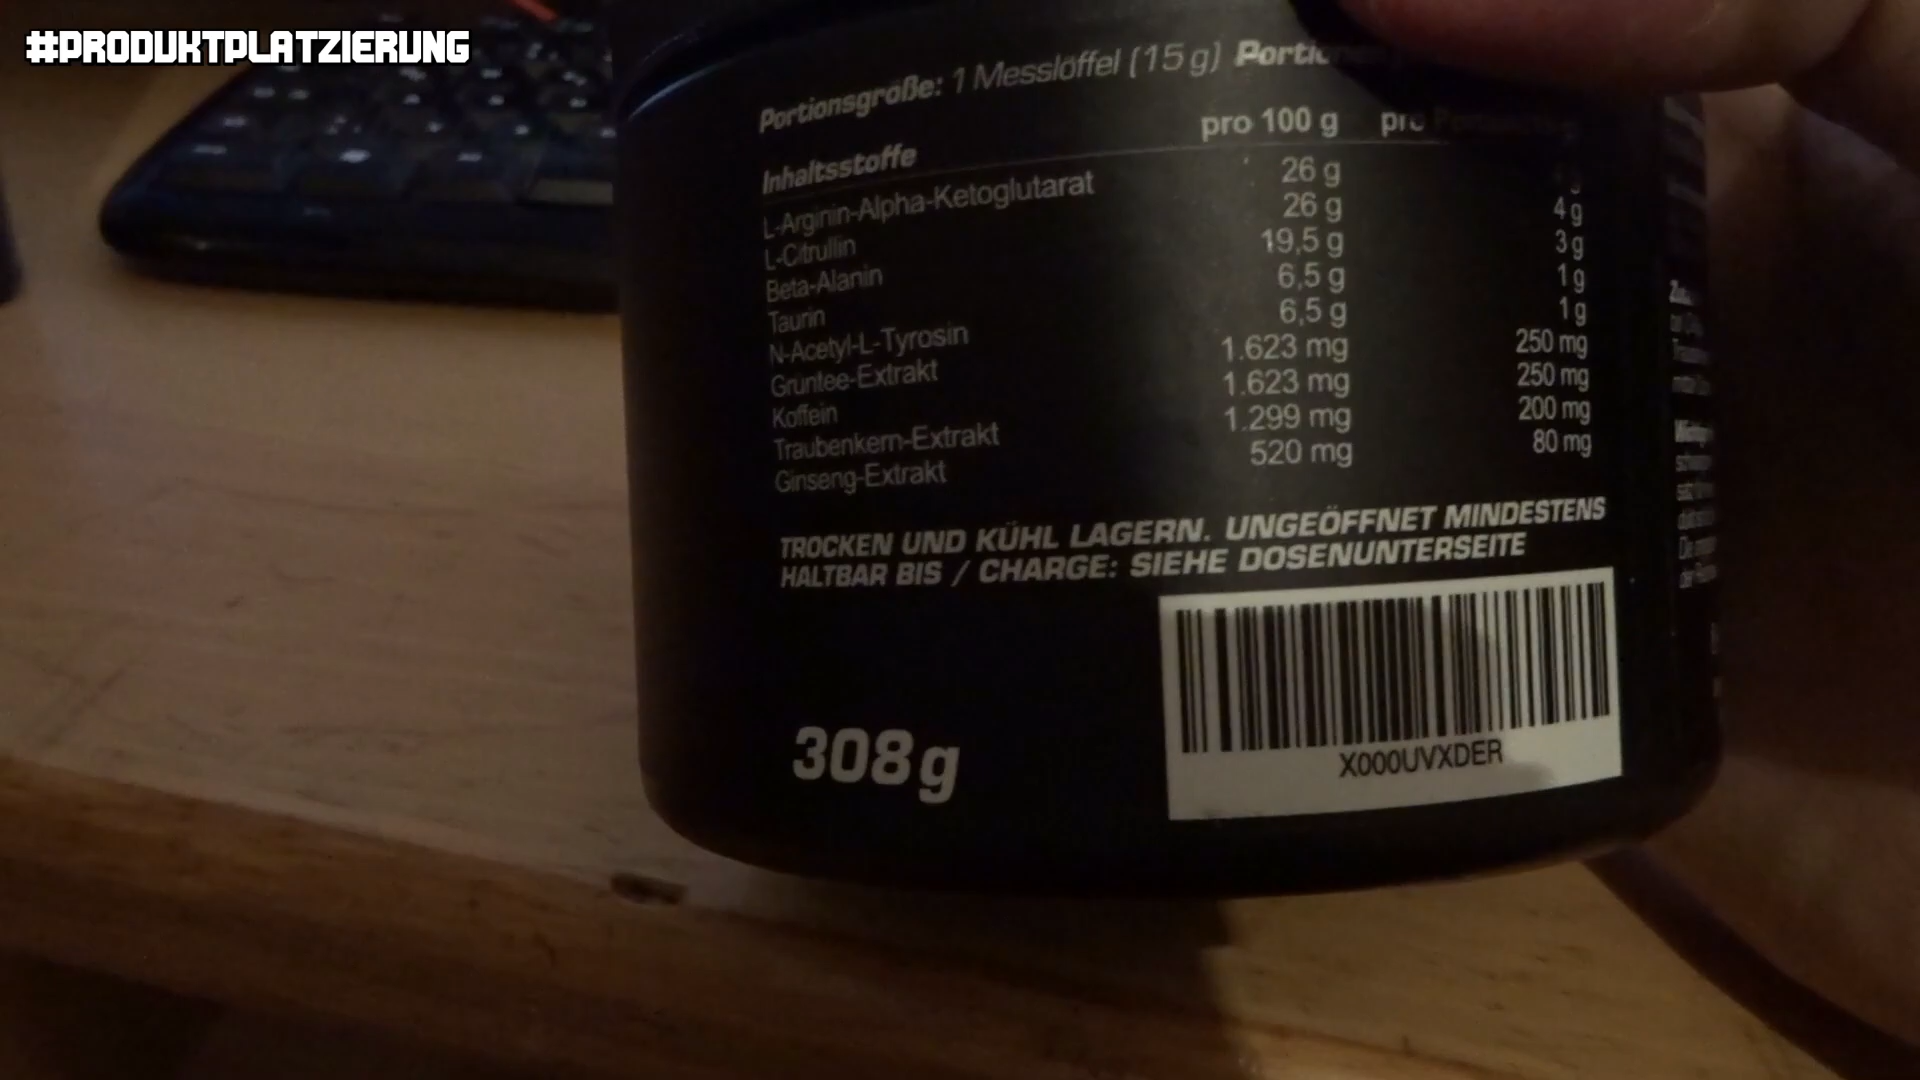 #PRODUKTPLATZIERUNG
Portionsgröße: 1 Messlöffel (15 g)
pro 100 g
Inhaltsstoffe
L-Arginin-Alpha-Ketoglutarat 26 g
L-Citrullin 26 g 4 g
Beta-Alanin 19,5 g 3 g
Taurin 6,5 g 1 g
N-Acetyl-L-Tyrosin 6,5 g 1 g
Grüntee-Extrakt 1.623 mg 250 mg
Koffein 1.623 mg 250 mg
Traubenkern-Extrakt 1.299 mg 200 mg
Ginseng-Extrakt 520 mg 80 mg
TROCKEN UND KÜHL LAGERN. UNGEÖFFNET MINDESTENS
HALTBAR BIS / CHARGE: SIEHE DOSENUNTERSEITE
308 g
X000UVXDER